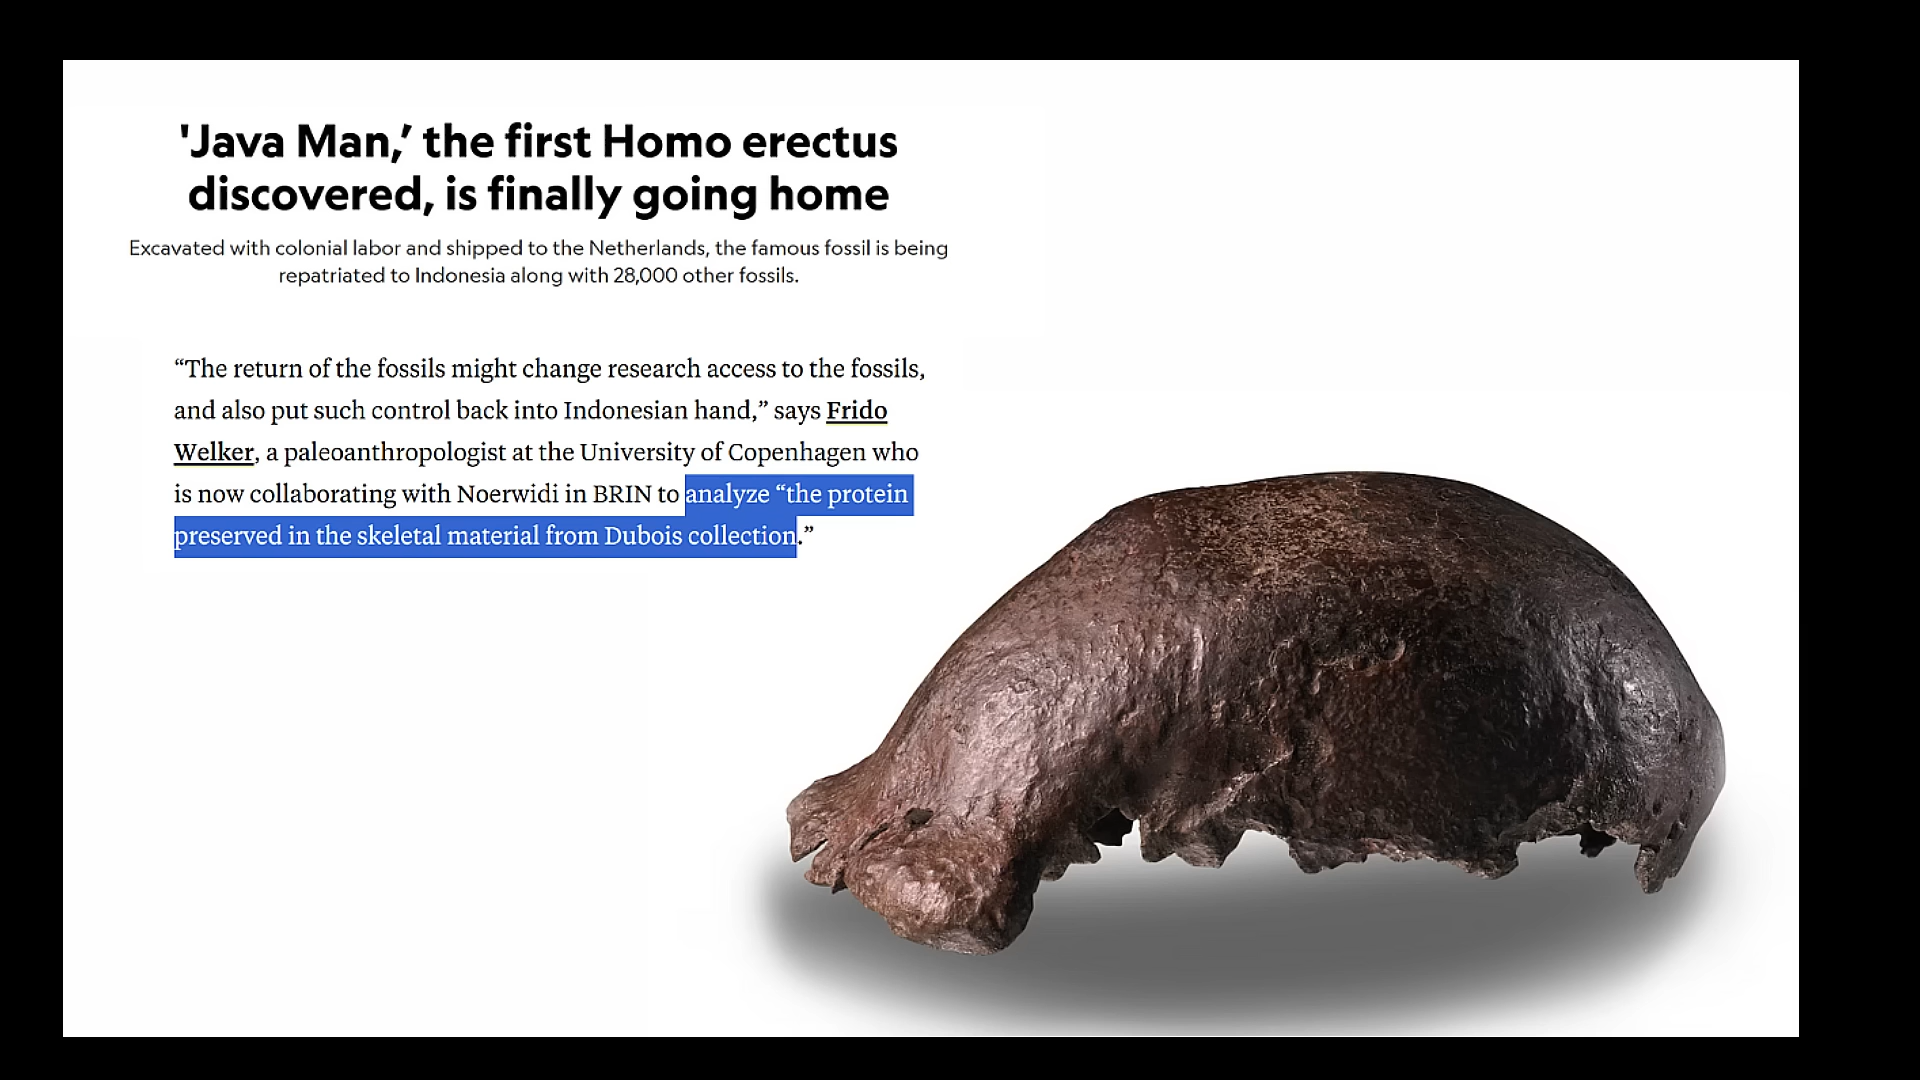 'Java Man,’ the first Homo erectus
discovered, is finally going home
Excavated with colonial labor and shipped to the Netherlands, the famous fossil is being
repatriated to Indonesia along with 28,000 other fossils.
“The return of the fossils might change research access to the fossils,
and also put such control back into Indonesian hand,” says Frido
Welker, a paleoanthropologist at the University of Copenhagen who
is now collaborating with Noerwidi in BRIN to analyze “the protein
preserved in the skeletal material from Dubois collection.”